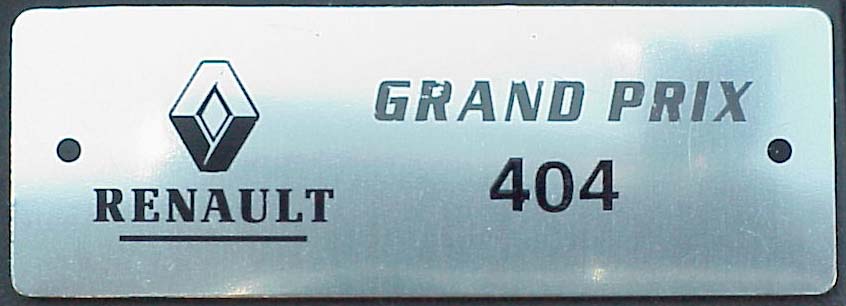 GRAND PRIX
RENAULT
404